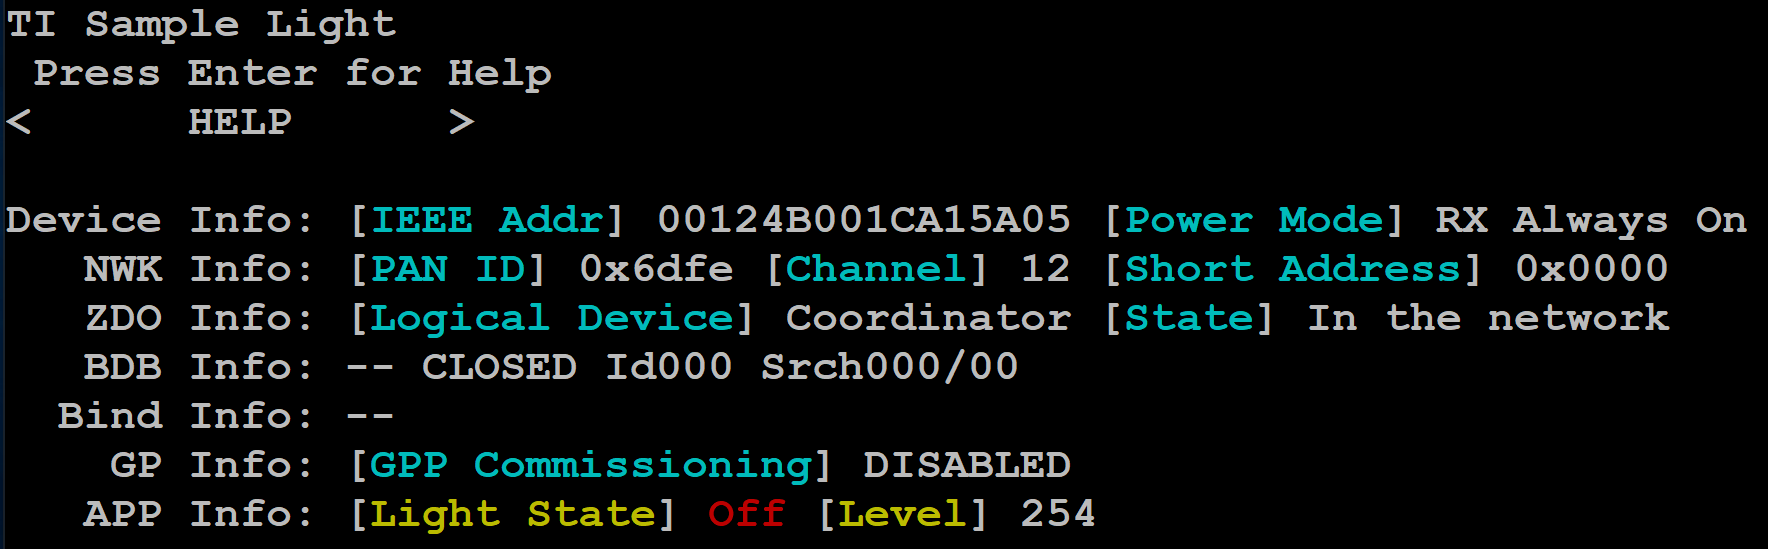 TI Sample Light
Press Enter for Help
< HELP >
Device Info: [IEEE Addr] 00124B001CA15A05 [Power Mode] RX Always On
NWK Info: [PAN ID] 0x6dfe [Channel] 12 [Short Address] 0x0000
ZDO Info: [Logical Device] Coordinator [State] In the network
BDB Info: -- CLOSED Id000 Srch000/00
Bind Info: --
GP Info: [GPP Commissioning] DISABLED
APP Info: [Light State] Off [Level] 254